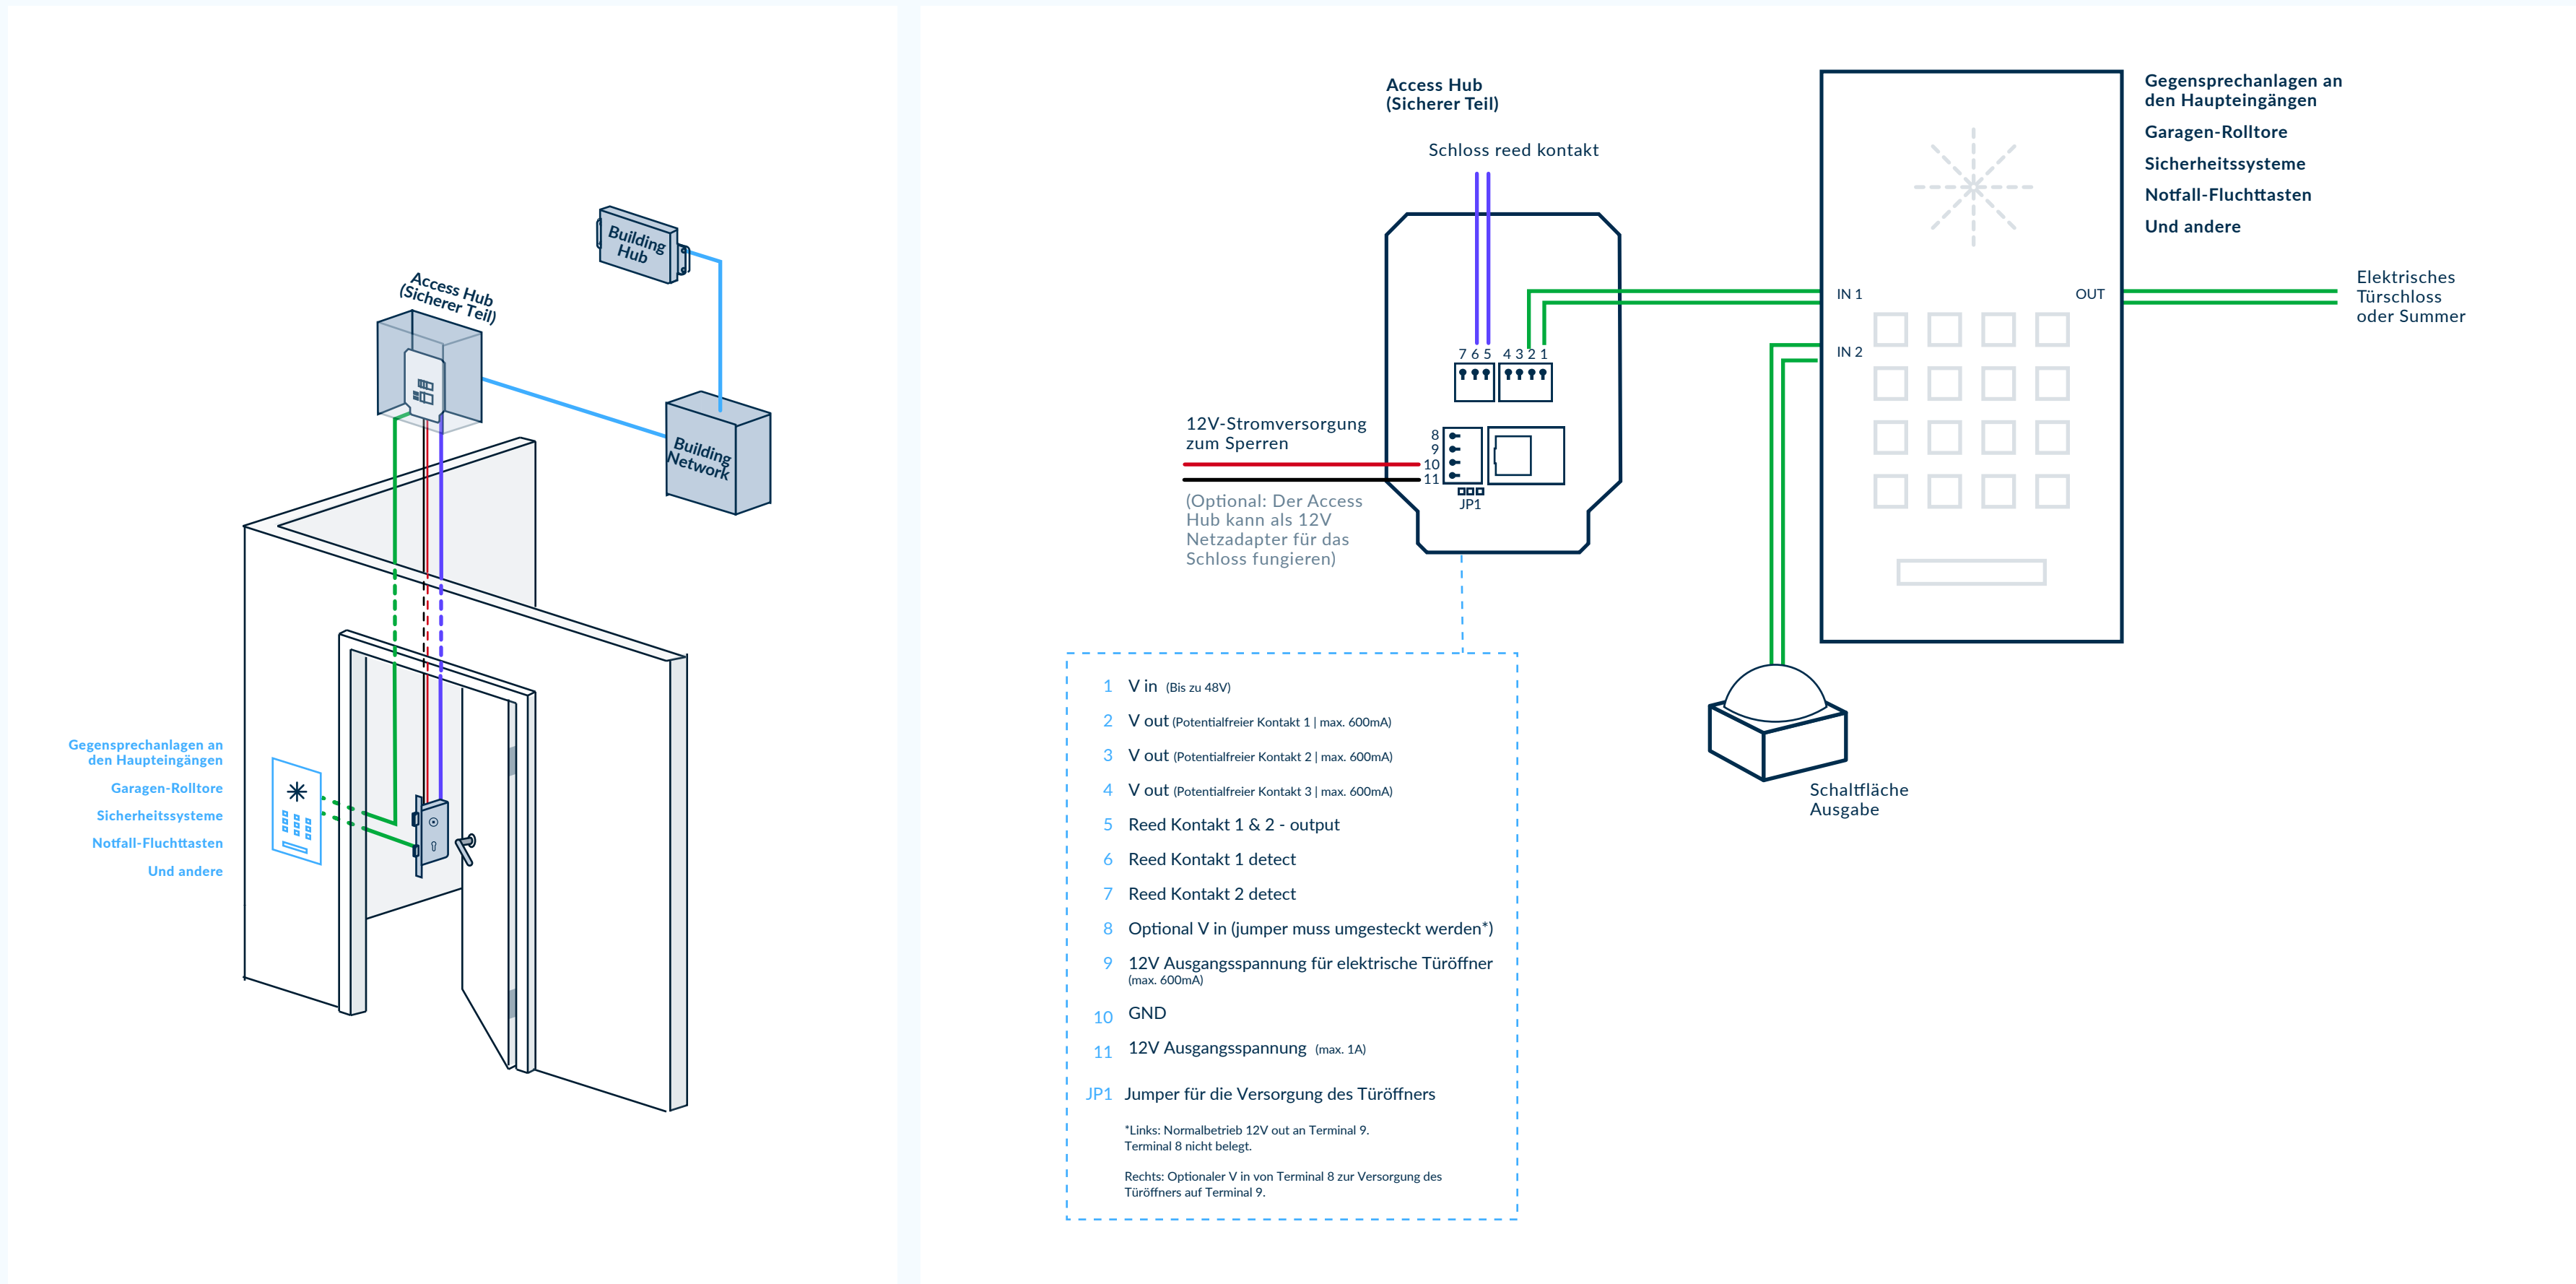 Building
Hub
Access Hub
(Sicherer Teil)
Building
Network
Gegensprechanlagen an
den Haupteingängen
Garagen-Rolltore
Sicherheitssysteme
Notfall-Fluchttasten
Und andere
Access Hub
(Sicherer Teil)
Schloss reed kontakt
7 6 5 4 3 2 1
12V-Stromversorgung
zum Sperren
8
9
10
11
JP1
(Optional: Der Access
Hub kann als 12V
Netzadapter für das
Schloss fungieren)
IN 1
IN 2
OUT
Gegensprechanlagen an
den Haupteingängen
Garagen-Rolltore
Sicherheitssysteme
Notfall-Fluchttasten
Und andere
Elektrisches
Türschloss
oder Summer
Schaltfläche
Ausgabe
1 V in (Bis zu 48V)
2 V out (Potentialfreier Kontakt 1 | max. 600mA)
3 V out (Potentialfreier Kontakt 2 | max. 600mA)
4 V out (Potentialfreier Kontakt 3 | max. 600mA)
5 Reed Kontakt 1 & 2 - output
6 Reed Kontakt 1 detect
7 Reed Kontakt 2 detect
8 Optional V in (jumper muss umgesteckt werden*)
9 12V Ausgangsspannung für elektrische Türöffner
(max. 600mA)
10 GND
11 12V Ausgangsspannung (max. 1A)
JP1 Jumper für die Versorgung des Türöffners
*Links: Normalbetrieb 12V out an Terminal 9.
Terminal 8 nicht belegt.
Rechts: Optionaler V in von Terminal 8 zur Versorgung des
Türöffners auf Terminal 9.